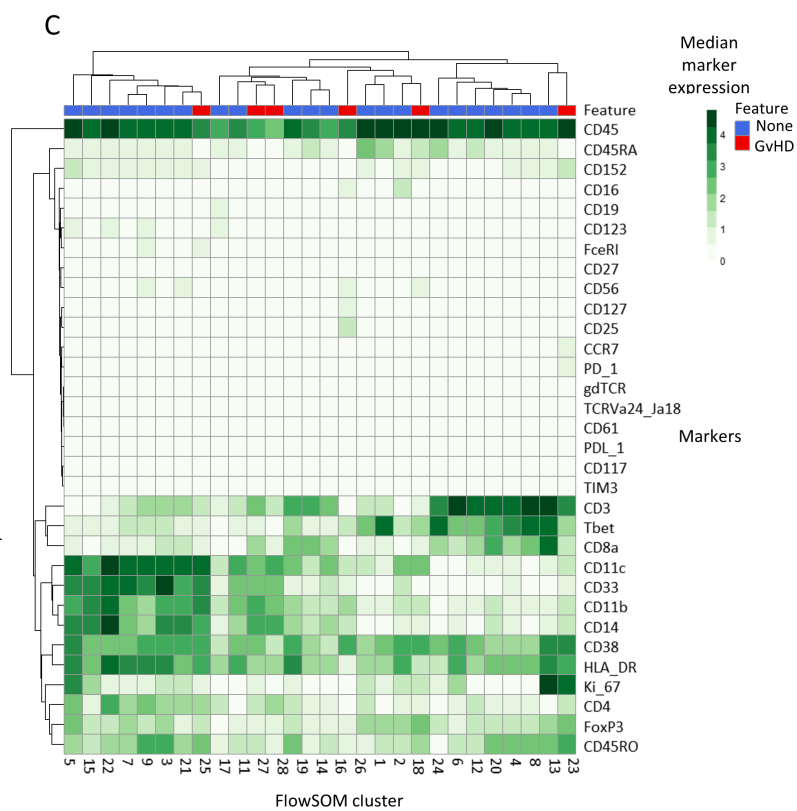 C
Median
marker
expression
Feature
None
GvHD
4
3
2
1
0
Feature
CD45
CD45RA
CD152
CD16
CD19
CD123
FceRI
CD27
CD56
CD127
CD25
CCR7
PD_1
gdTCR
TCRVa24_Ja18
CD61
PDL_1
CD117
TIM3
CD3
Tbet
CD8a
CD11c
CD33
CD11b
CD14
CD38
HLA_DR
Ki_67
CD4
FoxP3
CD45RO
Markers
5 15 22 7 9 3 21 25 17 11 27 28 19 14 16 26 1 2 18 24 6 12 20 4 8 13 23
FlowSOM cluster